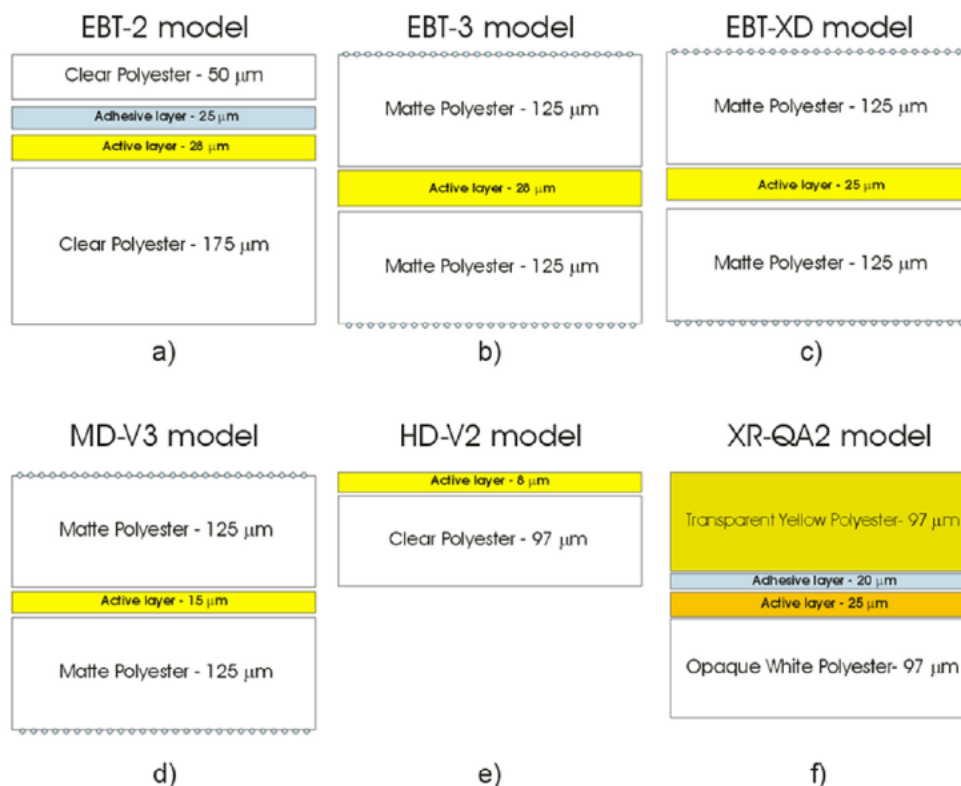 EBT-2 model
Clear Polyester - 50 μm
Adhesive layer - 25 μm
Active layer - 28 μm
Clear Polyester - 175 μm
a)
EBT-3 model
Matte Polyester - 125 μm
Active layer - 28 μm
Matte Polyester - 125 μm
b)
EBT-XD model
Matte Polyester - 125 μm
Active layer - 25 μm
Matte Polyester - 125 μm
c)
MD-V3 model
Matte Polyester - 125 μm
Active layer - 15 μm
Matte Polyester - 125 μm
d)
HD-V2 model
Active layer - 8 μm
Clear Polyester - 97 μm
e)
XR-QA2 model
Transparent Yellow Polyester- 97 μm
Adhesive layer - 20 μm
Active layer - 25 μm
Opaque White Polyester- 97 μm
f)